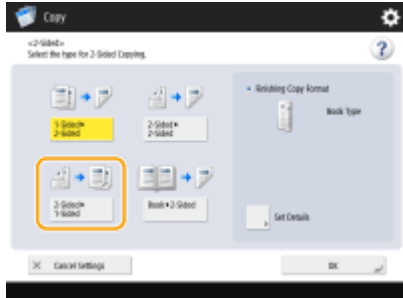 Copy
<2-Sided>
Select the type for 2-Sided Copying.
?
1-Sided►
2-Sided
2-Sided►
2-Sided
2-Sided►
1-Sided
Book►2-Sided
Finishing Copy Format
Book Type
Set Details
Cancel Settings
OK